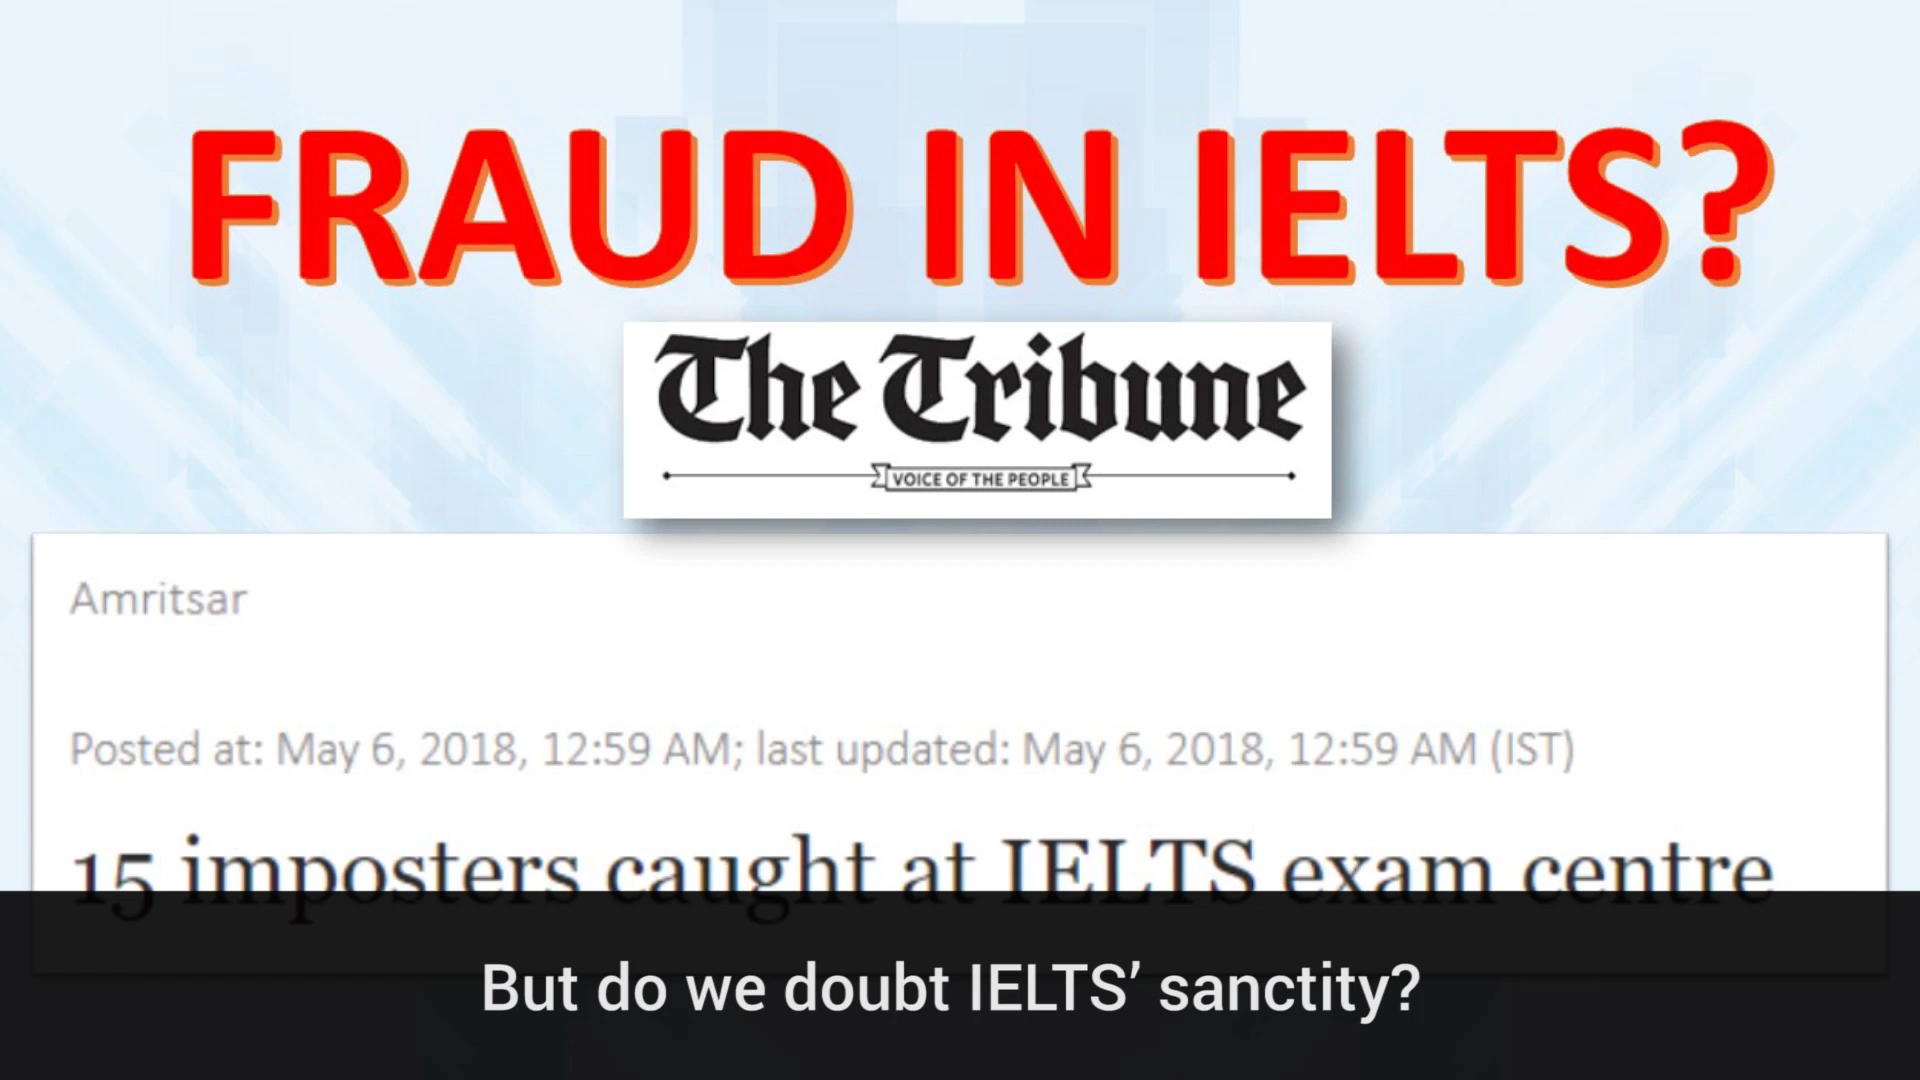 FRAUD IN IELTS?
The Tribune
VOICE OF THE PEOPLE
Amritsar
Posted at: May 6, 2018, 12:59 AM; last updated: May 6, 2018, 12:59 AM (IST)
15 imposters caught at IELTS exam centre
But do we doubt IELTS’ sanctity?